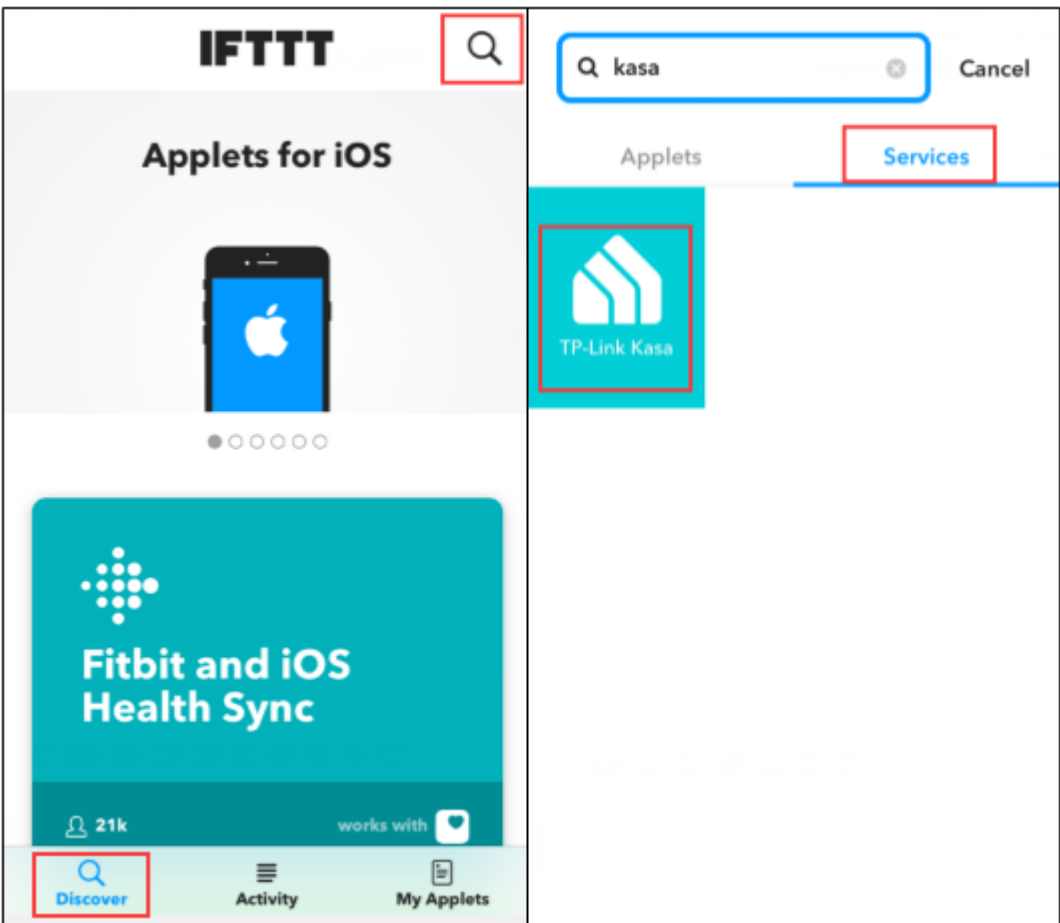 IFTTT
Applets for iOS
Fitbit and iOS
Health Sync
21k
works with
Discover
Activity
My Applets
kasa
Cancel
Applets
Services
TP-Link Kasa